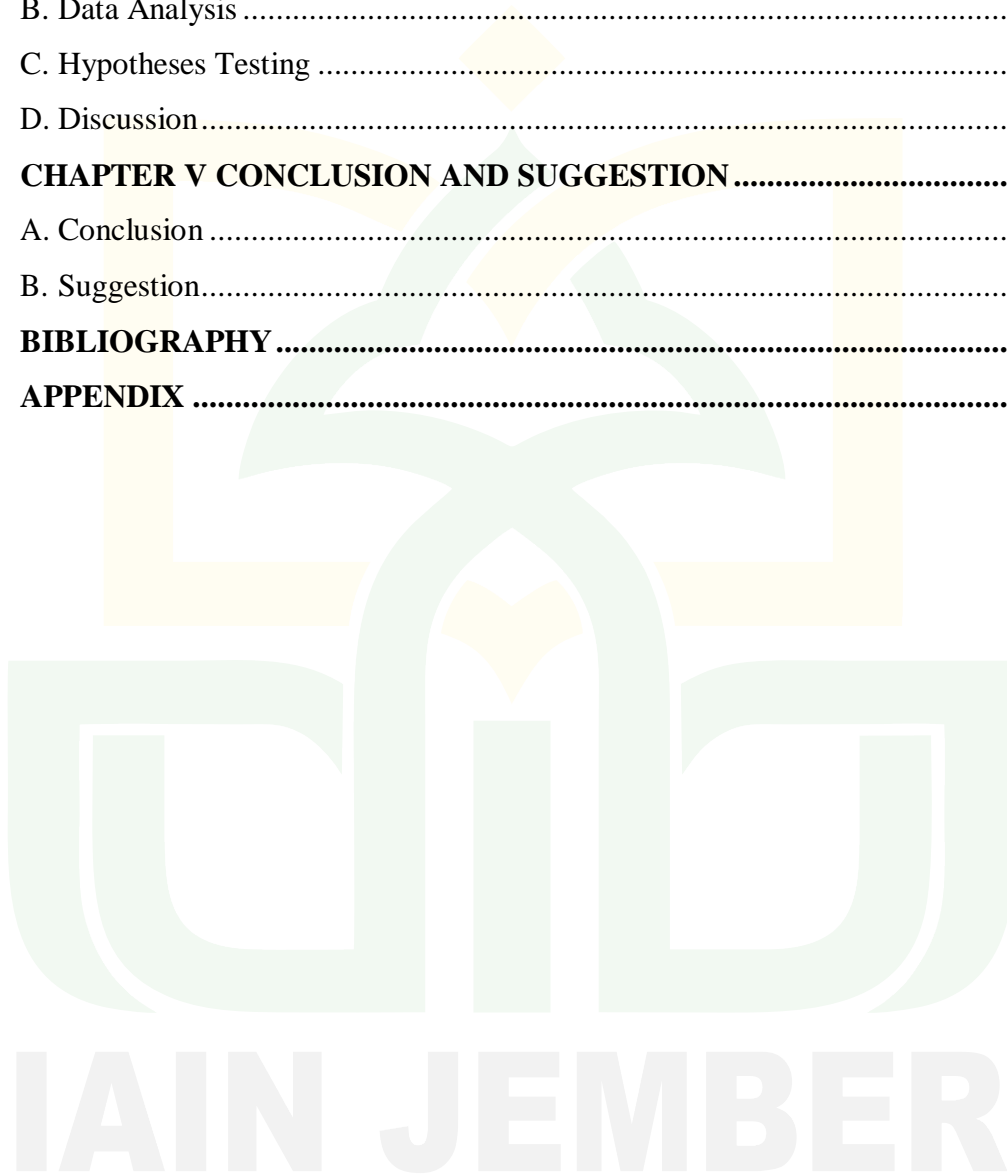 B. Data Analysis ....................................................................................................
C. Hypotheses Testing ..........................................................................................
D. Discussion.........................................................................................................
CHAPTER V CONCLUSION AND SUGGESTION .................................
A. Conclusion ........................................................................................................
B. Suggestion.........................................................................................................
BIBLIOGRAPHY .........................................................................................
APPENDIX ...................................................................................................
IAIN JEMBER